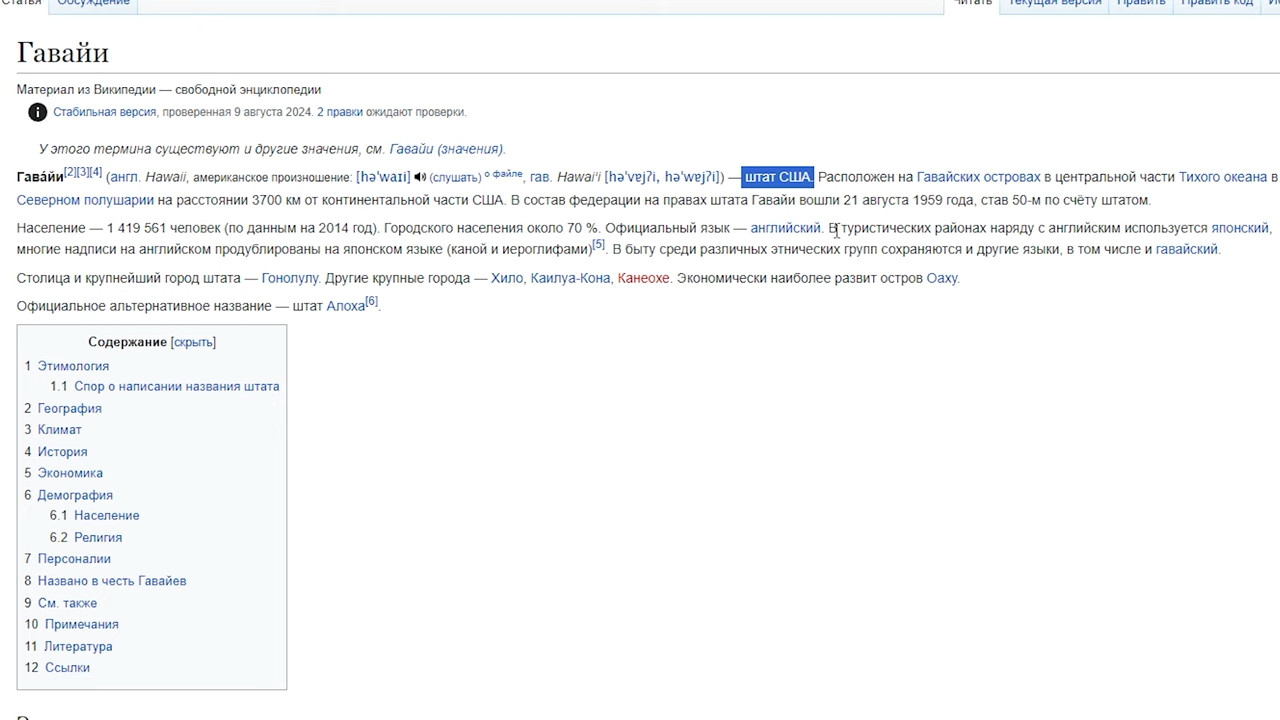 Статья Обсуждение Читать Текущая версия Править Править код
Гавайи
Материал из Википедии — свободной энциклопедии
Стабильная версия, проверенная 9 августа 2024. 2 правки ожидают проверки.
У этого термина существуют и другие значения, см. Гавайи (значения).
Гава́йи[2][3][4] (англ. Hawaii, американское произношение: [həˈwaɪi] (слушать) о файле, гав. Hawaiʻi [həˈvɐjʔi, həˈwɐjʔi]) — штат США. Расположен на Гавайских островах в центральной части Тихого океана в
Северном полушарии на расстоянии 3700 км от континентальной части США. В состав федерации на правах штата Гавайи вошли 21 августа 1959 года, став 50-м по счёту штатом.
Население — 1 419 561 человек (по данным на 2014 год). Городского населения около 70 %. Официальный язык — английский. В туристических районах наряду с английским используется японский,
многие надписи на английском продублированы на японском языке (каной и иероглифами)[5]. В быту среди различных этнических групп сохраняются и другие языки, в том числе и гавайский.
Столица и крупнейший город штата — Гонолулу. Другие крупные города — Хило, Каилуа-Кона, Канеохе. Экономически наиболее развит остров Оаху.
Официальное альтернативное название — штат Алоха[6].
Содержание [скрыть]
1 Этимология
1.1 Спор о написании названия штата
2 География
3 Климат
4 История
5 Экономика
6 Демография
6.1 Население
6.2 Религия
7 Персоналии
8 Названо в честь Гавайев
9 См. также
10 Примечания
11 Литература
12 Ссылки